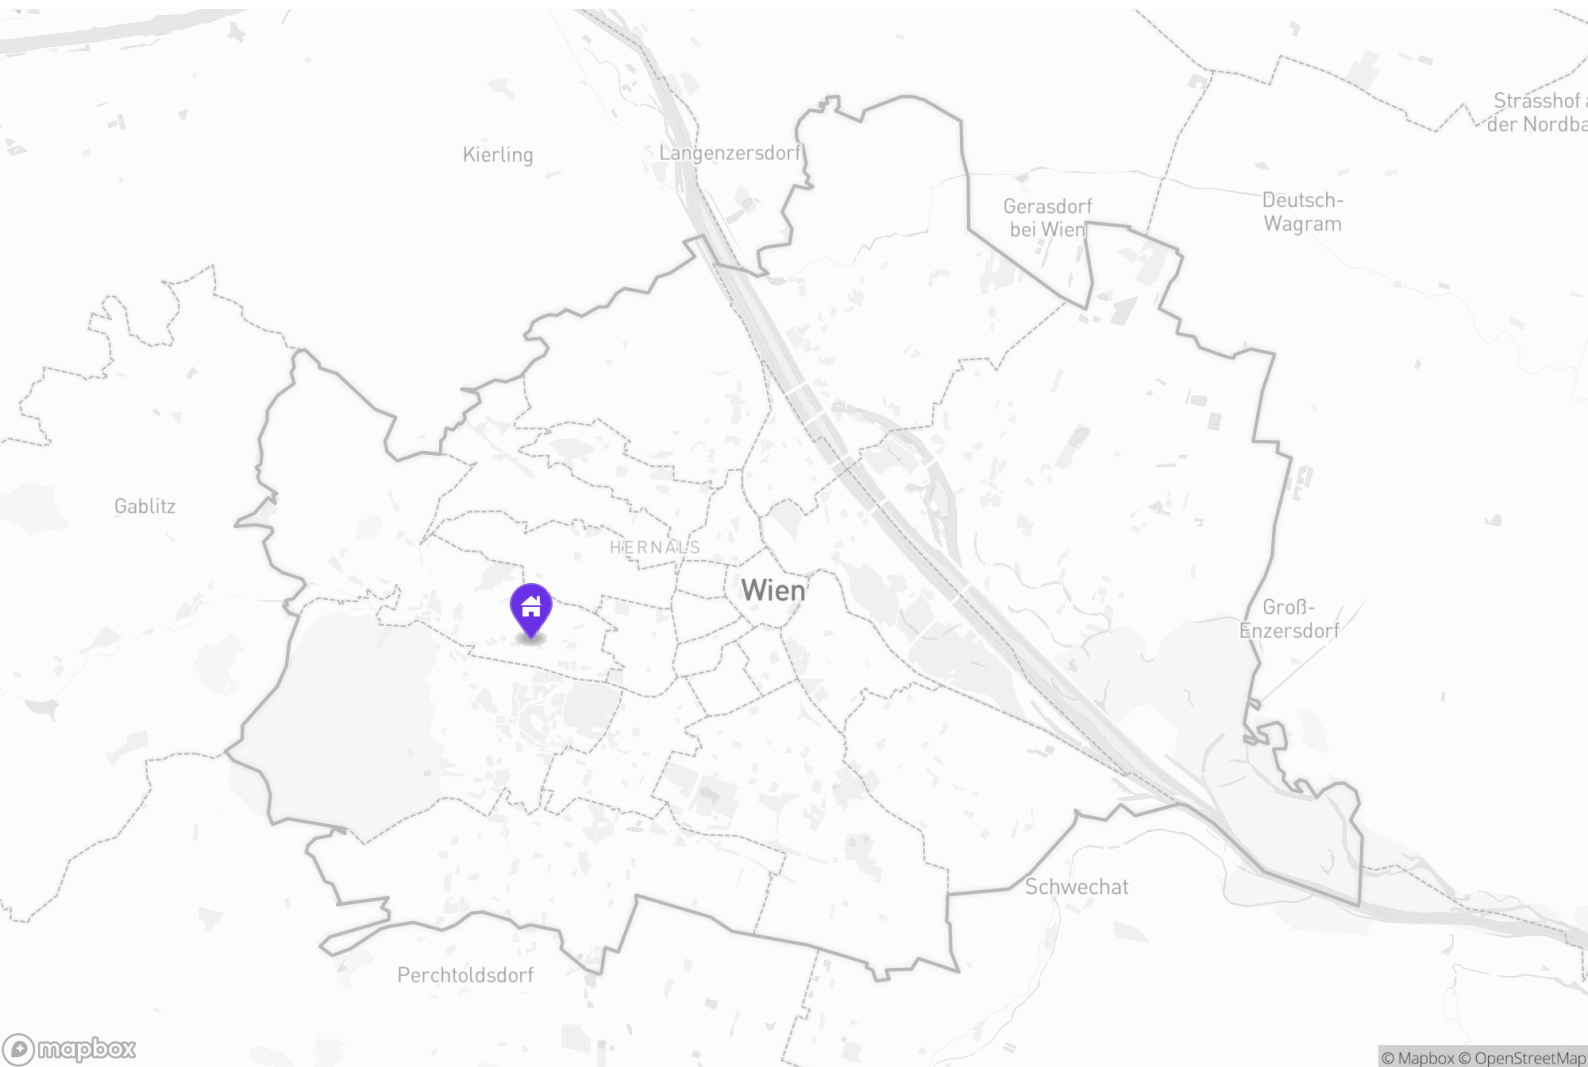 Strasshof a
der Nordba
Kierling
Langenzersdorf
Deutsch-
Wagram
Gerasdorf
bei Wien
Gablitz
HERNALS
Wien
Groß-
Enzersdorf
Schwechat
Perchtoldsdorf
mapbox
© Mapbox © OpenStreetMap